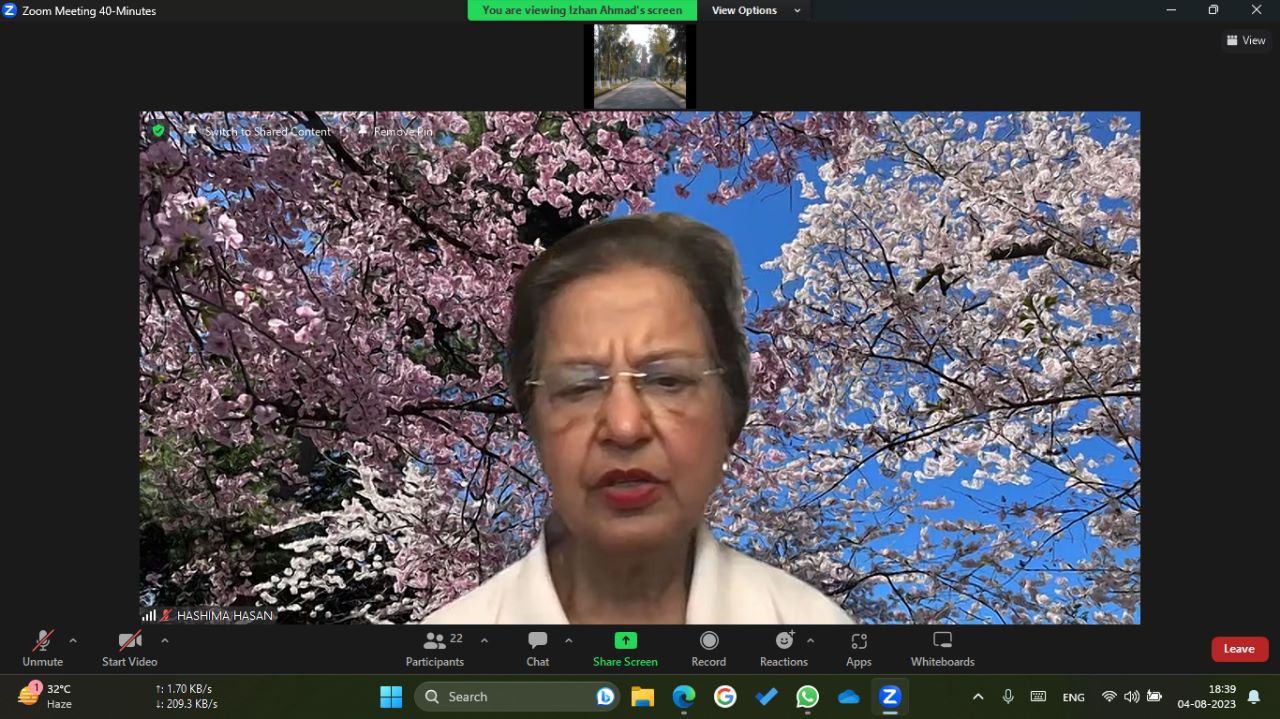 Zoom Meeting 40-Minutes
You are viewing Izhan Ahmad's screen
View Options
View
Switch to Shared Content
Remove Pin
HASHIMA HASAN
Unmute
Start Video
22
Participants
Chat
Share Screen
Record
Reactions
Apps
Whiteboards
Leave
1
32°C
Haze
↑: 1.70 KB/s
↓: 209.3 KB/s
Search
ENG
18:39
04-08-2023